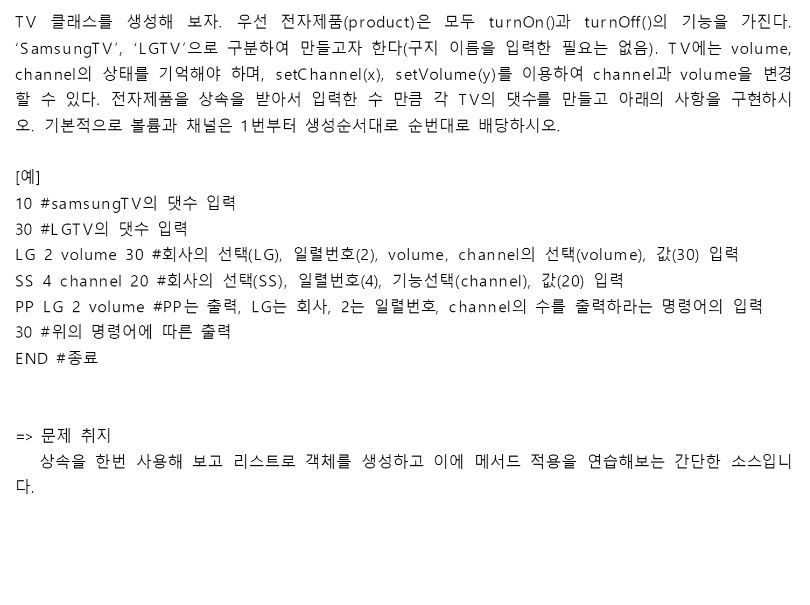 TV 클래스를 생성해 보자. 우선 전자제품(product)은 모두 turnOn()과 turnOff()의 기능을 가진다.
‘SamsungTV’, ‘LGTV’으로 구분하여 만들고자 한다(구지 이름을 입력한 필요는 없음). TV에는 volume,
channel의 상태를 기억해야 하며, setChannel(x), setVolume(y)를 이용하여 channel과 volume을 변경
할 수 있다. 전자제품을 상속을 받아서 입력한 수 만큼 각 TV의 댓수를 만들고 아래의 사항을 구현하시
오. 기본적으로 볼륨과 채널은 1번부터 생성순서대로 순번대로 배당하시오.
[예]
10 #samsungTV의 댓수 입력
30 #LGTV의 댓수 입력
LG 2 volume 30 #회사의 선택(LG), 일렬번호(2), volume, channel의 선택(volume), 값(30) 입력
SS 4 channel 20 #회사의 선택(SS), 일렬번호(4), 기능선택(channel), 값(20) 입력
PP LG 2 volume #PP는 출력, LG는 회사, 2는 일렬번호, channel의 수를 출력하라는 명령어의 입력
30 #위의 명령어에 따른 출력
END #종료
=> 문제 취지
상속을 한번 사용해 보고 리스트로 객체를 생성하고 이에 메서드 적용을 연습해보는 간단한 소스입니
다.